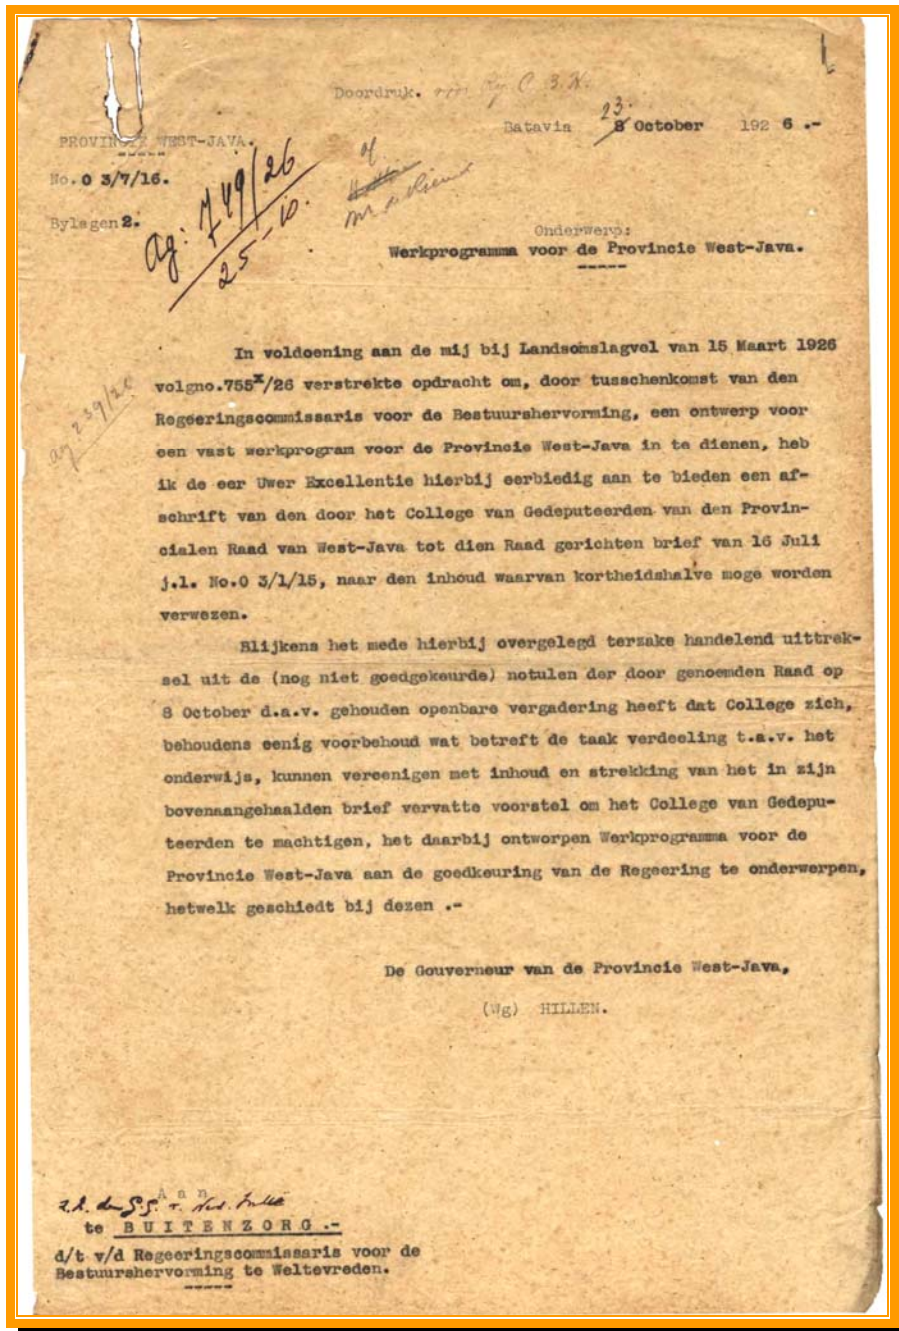 Doordruk.
23.
Batavia 8 October 1926.-
PROVINCIE WEST-JAVA.
No.O 3/7/16.
Bylagen 2.
Ag: 749/26
25-10.
Onderwerp:
Werkprogramma voor de Provincie West-Java.
In voldoening aan de mij bij Landsomslagvel van 15 Maart 1926
volgno.755x/26 verstrekte opdracht om, door tusschenkomst van den
Regeeringscommissaris voor de Bestuurshervorming, een ontwerp voor
een vast werkprogram voor de Provincie West-Java in te dienen, heb
ik de eer Uwer Excellentie hierbij eerbiedig aan te bieden een af-
schrift van den door het College van Gedeputeerden van den Provin-
cialen Raad van West-Java tot dien Raad gerichten brief van 16 Juli
j.l. No.O 3/1/15, naar den inhoud waarvan kortheidshalve moge worden
verwezen.
Ag 239/26
Blijkens het mede hierbij overgelegd terzake handelend uittrek-
sel uit de (nog niet goedgekeurde) notulen der door genoemden Raad op
8 October d.a.v. gehouden openbare vergadering heeft dat College zich,
behoudens eenig voorbehoud wat betreft de taak verdeeling t.a.v. het
onderwijs, kunnen vereenigen met inhoud en strekking van het in zijn
bovenaangehaalden brief vervatte voorstel om het College van Gedepu-
teerden te machtigen, het daarbij ontworpen Werkprogramma voor de
Provincie West-Java aan de goedkeuring van de Regeering te onderwerpen,
hetwelk geschiedt bij dezen .-
De Gouverneur van de Provincie West-Java,
(Wg) HILLEN.
Aan
Z.E. den G.G. v. Ned. Indië
te BUITENZORG.-
d/t v/d Regeeringscommissaris voor de
Bestuurshervorming te Weltevreden.